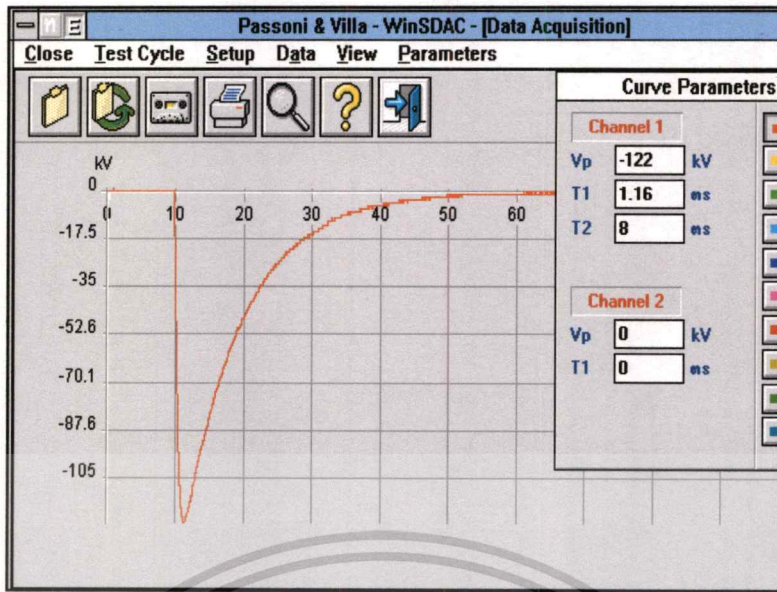 Passoni & Villa - WinSDAC - [Data Acquisition]
Close Test Cycle Setup Data View Parameters
Curve Parameters
Channel 1
Vp -122 kV
T1 1.16 ms
T2 8 ms
Channel 2
Vp 0 kV
T1 0 ms
kV
0
0 10 20 30 40 50 60
-17.5
-35
-52.6
-70.1
-87.6
-105